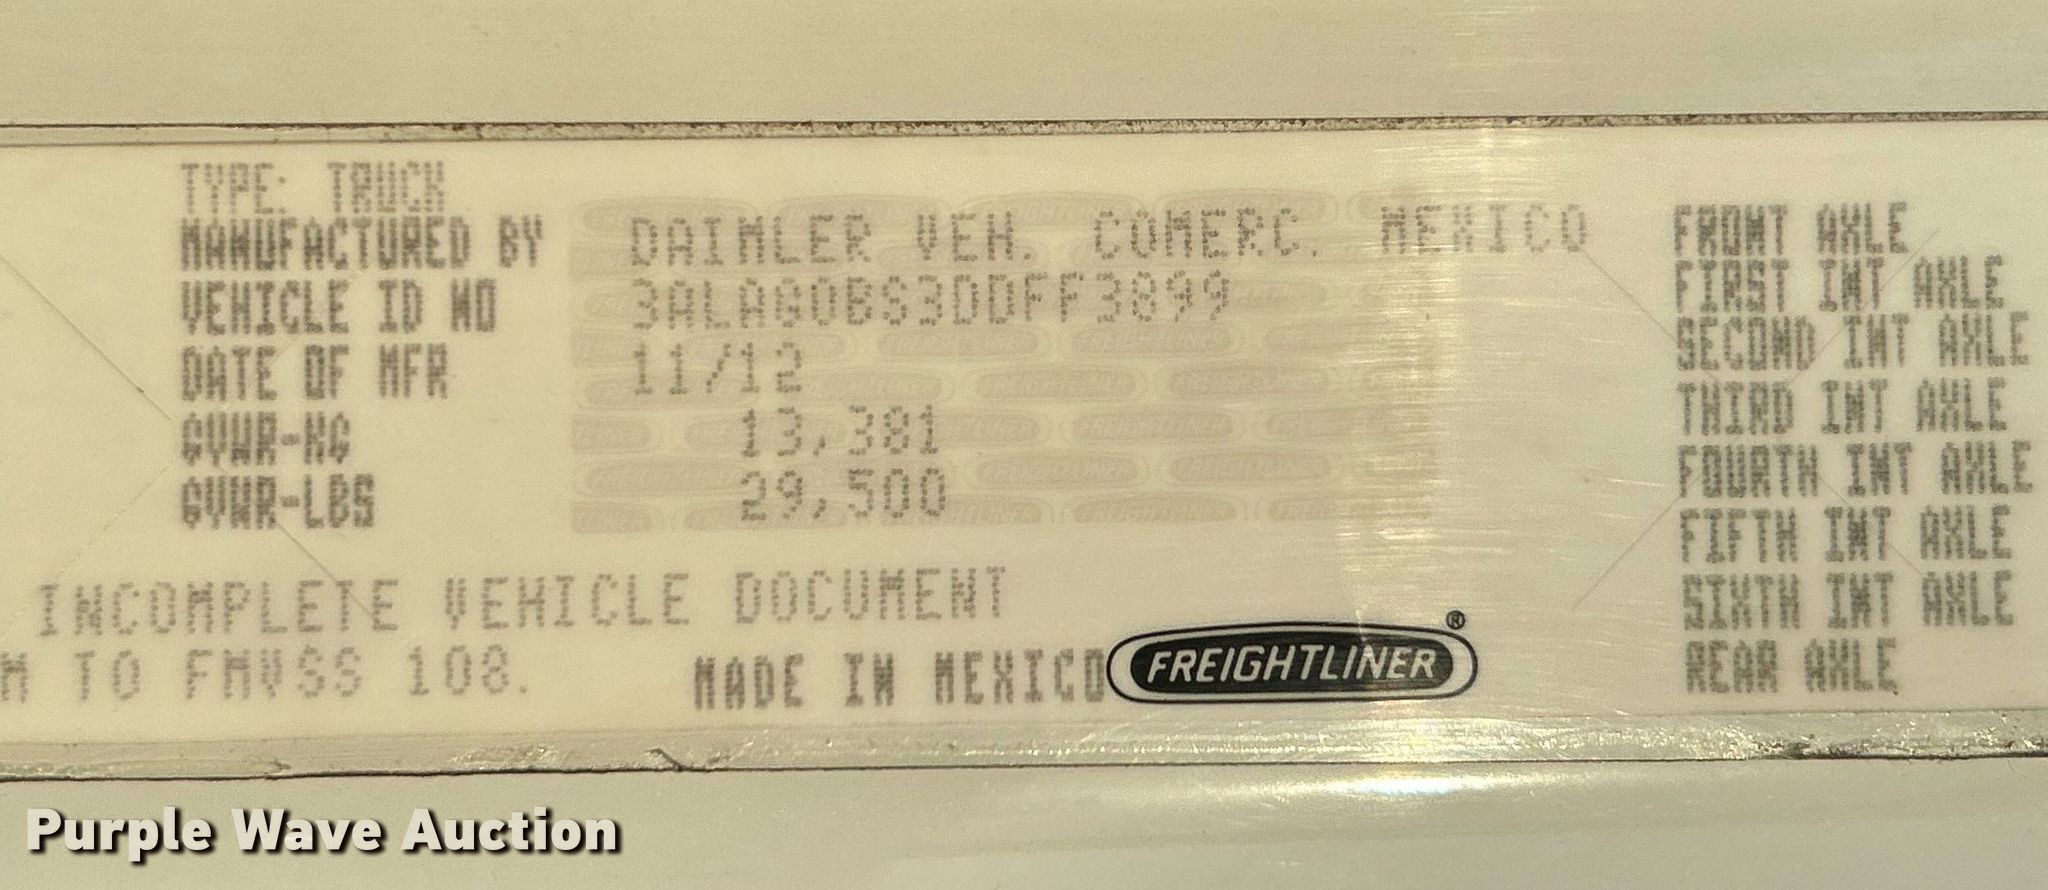 TYPE: TRUCK
MANUFACTURED BY DAIMLER VEH. COMERC. MEXICO
VEHICLE ID NO 3ALAG0BS3DDFF3899
DATE OF MFR 11/12
GVWR-KG 13,381
GVWR-LBS 29,500
INCOMPLETE VEHICLE DOCUMENT
M TO FMVSS 108.
MADE IN MEXICO FREIGHTLINER®
FRONT AXLE
FIRST INT AXLE
SECOND INT AXLE
THIRD INT AXLE
FOURTH INT AXLE
FIFTH INT AXLE
SIXTH INT AXLE
REAR AXLE
Purple Wave Auction